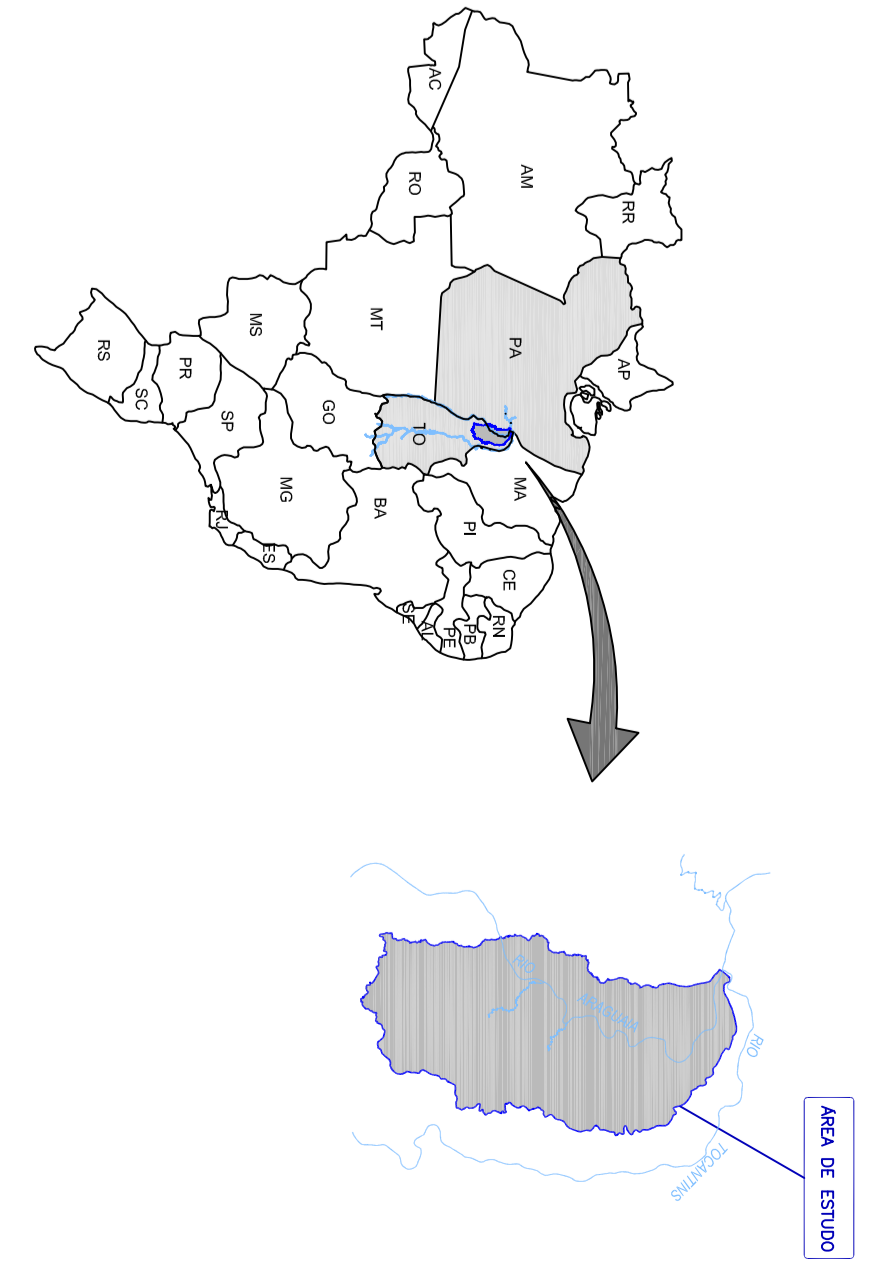 RR
AP
AM
PA
MA
CE
RN
PB
PI
PE
AL
SE
AC
RO
TO
MT
BA
GO
MG
MS
ES
RJ
SP
PR
SC
RS
ÁREA DE ESTUDO
RIO
TOCANTINS
RIO
ARAGUAIA